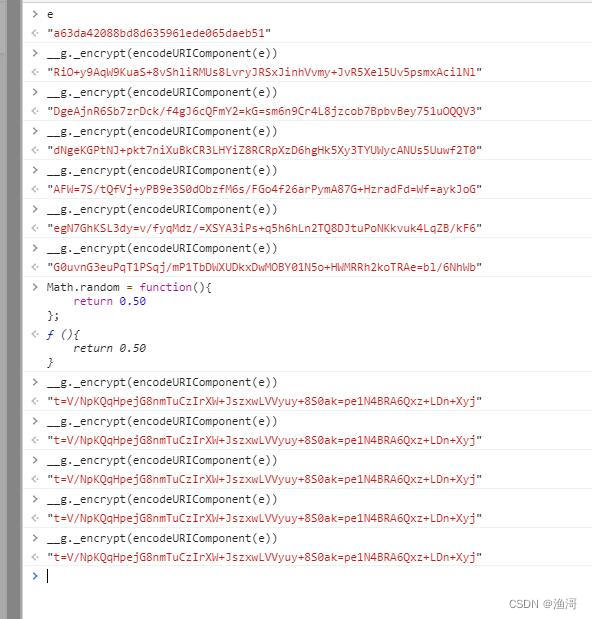 e
"a63da42088bd8d635961ede065daeb51"
__g._encrypt(encodeURIComponent(e))
"RiO+y9AqW9KuaS+8vShliRMUs8LvryJRSxJinhVvmy+JvR5Xel5Uv5psmxAcilNl"
__g._encrypt(encodeURIComponent(e))
"DgeAjnR6Sb7zrDck/f4gJ6cQFmY2=kG=sm6n9Cr4L8jzcob7BpbvBey751uOQQV3"
__g._encrypt(encodeURIComponent(e))
"dNgeKGPtNJ+pkt7niXuBkCR3LHYiZ8RCRpXzD6hgHk5Xy3TYUWycANUs5Uuwf2T0"
__g._encrypt(encodeURIComponent(e))
"AFW=7S/tQfVj+yPB9e3S0dObzfM6s/FGo4f26arPymA87G+HzradFd=Wf=aykJoG"
__g._encrypt(encodeURIComponent(e))
"egN7GhKSL3dy=v/fyqMdz/=XSYA3iPs+q5h6hLn2TQ8DJtuPoNKkvuk4LqZB/kF6"
__g._encrypt(encodeURIComponent(e))
"G0uvnG3euPqT1PSqj/mP1TbDWXUDkxDwMOBY01N5o+HWMRRh2koTRAe=bl/6NhWb"
Math.random = function(){
return 0.50
};
ƒ (){
return 0.50
}
__g._encrypt(encodeURIComponent(e))
"t=V/NpKQqHpejG8nmTuCzIrXW+JszxwLVVyuy+8S0ak=pe1N4BRA6Qxz+LDn+Xyj"
__g._encrypt(encodeURIComponent(e))
"t=V/NpKQqHpejG8nmTuCzIrXW+JszxwLVVyuy+8S0ak=pe1N4BRA6Qxz+LDn+Xyj"
__g._encrypt(encodeURIComponent(e))
"t=V/NpKQqHpejG8nmTuCzIrXW+JszxwLVVyuy+8S0ak=pe1N4BRA6Qxz+LDn+Xyj"
__g._encrypt(encodeURIComponent(e))
"t=V/NpKQqHpejG8nmTuCzIrXW+JszxwLVVyuy+8S0ak=pe1N4BRA6Qxz+LDn+Xyj"
__g._encrypt(encodeURIComponent(e))
"t=V/NpKQqHpejG8nmTuCzIrXW+JszxwLVVyuy+8S0ak=pe1N4BRA6Qxz+LDn+Xyj"
CSDN @渔滒